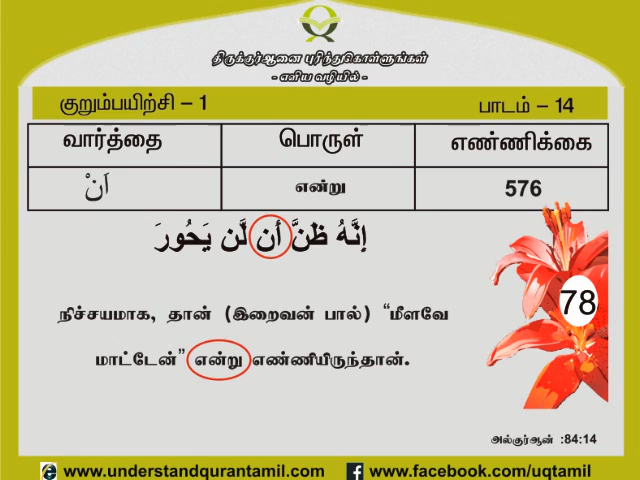 திருக்குர்ஆனை புரிந்துகொள்ளுங்கள்
- எளிய வழியில் -
குறும்பயிற்சி – 1 பாடம் – 14
வார்த்தை பொருள் எண்ணிக்கை
اَنْ என்று 576
اِنَّهُ ظَنَّ أَن لَّن يَحُورَ
78
நிச்சயமாக, தான் (இறைவன் பால்) “மீளவே
மாட்டேன்” என்று எண்ணியிருந்தான்.
அல்குர்ஆன் :84:14
www.understandqurantamil.com www.facebook.com/uqtamil